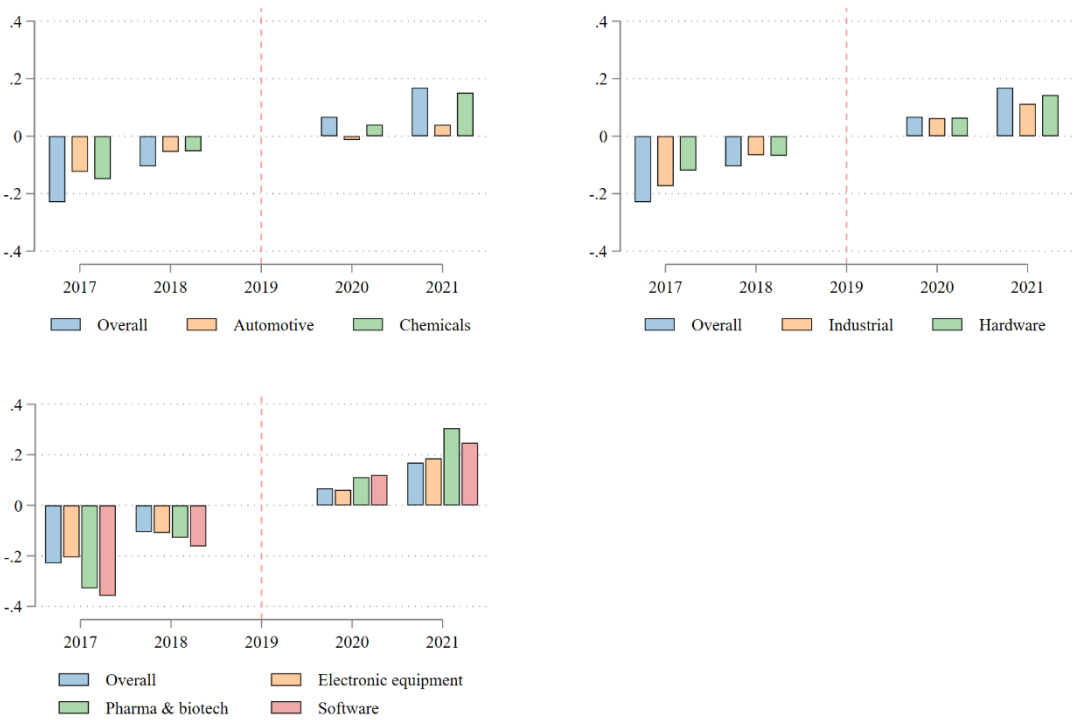 .4
.2
0
-.2
-.4
2017 2018 2019 2020 2021
Overall Automotive Chemicals
.4
.2
0
-.2
-.4
2017 2018 2019 2020 2021
Overall Industrial Hardware
.4
.2
0
-.2
-.4
2017 2018 2019 2020 2021
Overall Electronic equipment
Pharma & biotech Software